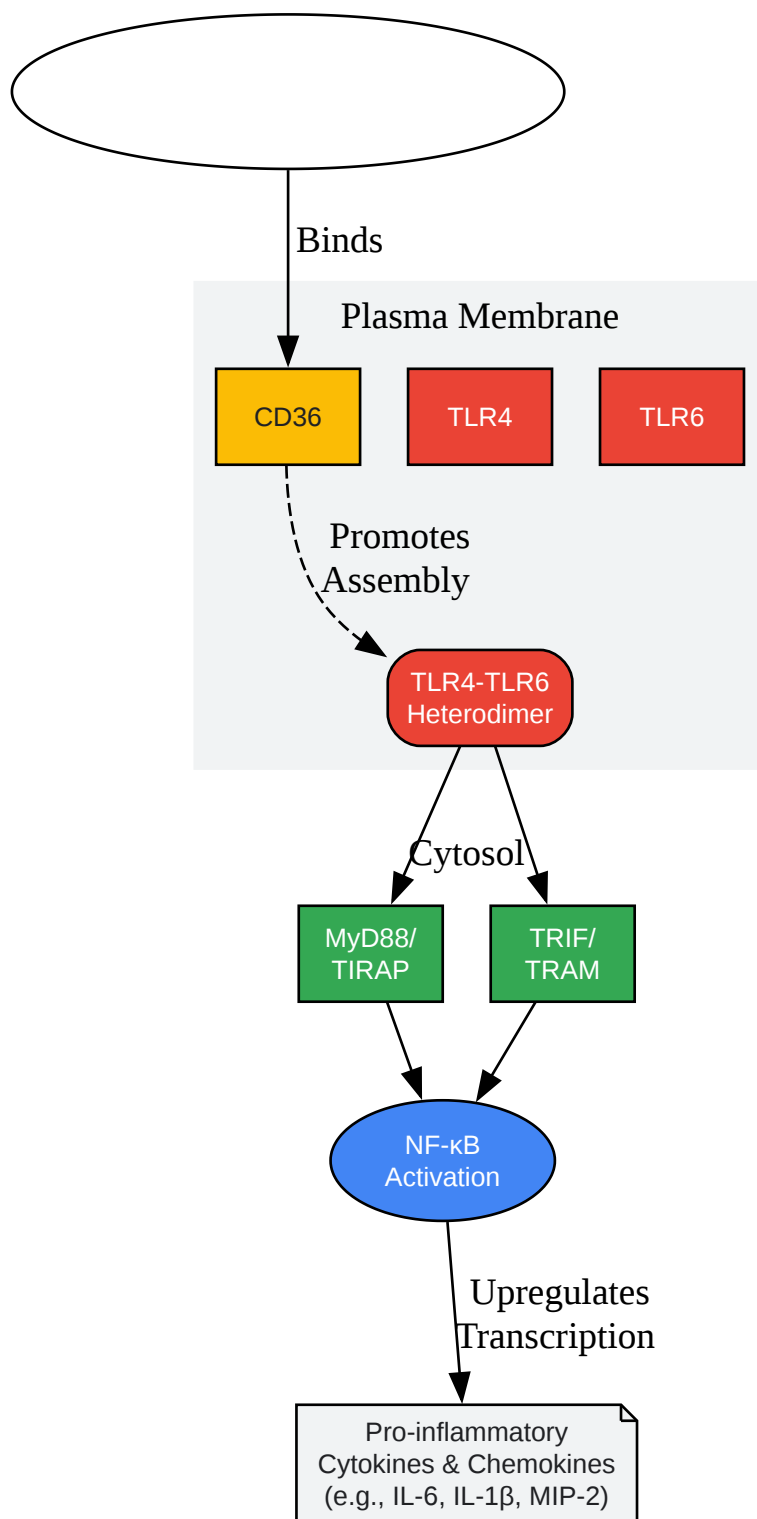 Binds
Plasma Membrane
CD36
TLR4
TLR6
Promotes
Assembly
TLR4-TLR6
Heterodimer
Cytosol
MyD88/
TIRAP
TRIF/
TRAM
NF-κB
Activation
Upregulates
Transcription
Pro-inflammatory
Cytokines & Chemokines
(e.g., IL-6, IL-1β, MIP-2)